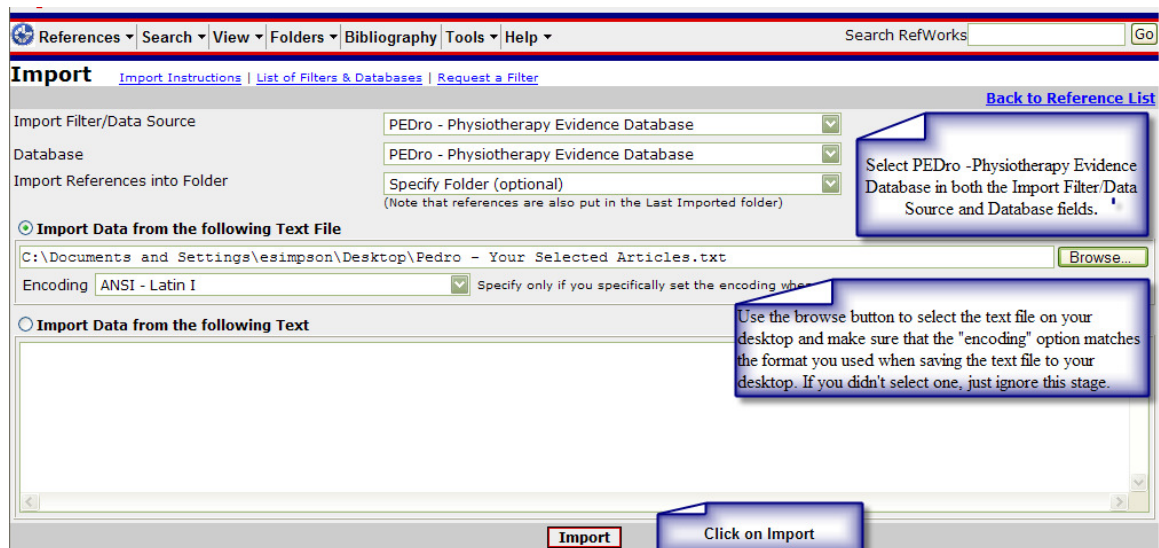 References Search View Folders Bibliography Tools Help Search RefWorks Go
Import Import Instructions | List of Filters & Databases | Request a Filter
Back to Reference List
Import Filter/Data Source PEDro - Physiotherapy Evidence Database
Database PEDro - Physiotherapy Evidence Database
Import References into Folder Specify Folder (optional)
(Note that references are also put in the Last Imported folder)
Select PEDro -Physiotherapy Evidence
Database in both the Import Filter/Data
Source and Database fields.
Import Data from the following Text File
C:\Documents and Settings\esimpson\Desktop\Pedro - Your Selected Articles.txt Browse...
Encoding ANSI - Latin I Specify only if you specifically set the encoding
Import Data from the following Text
Use the browse button to select the text file on your
desktop and make sure that the "encoding" option matches
the format you used when saving the text file to your
desktop. If you didn't select one, just ignore this stage.
Import
Click on Import